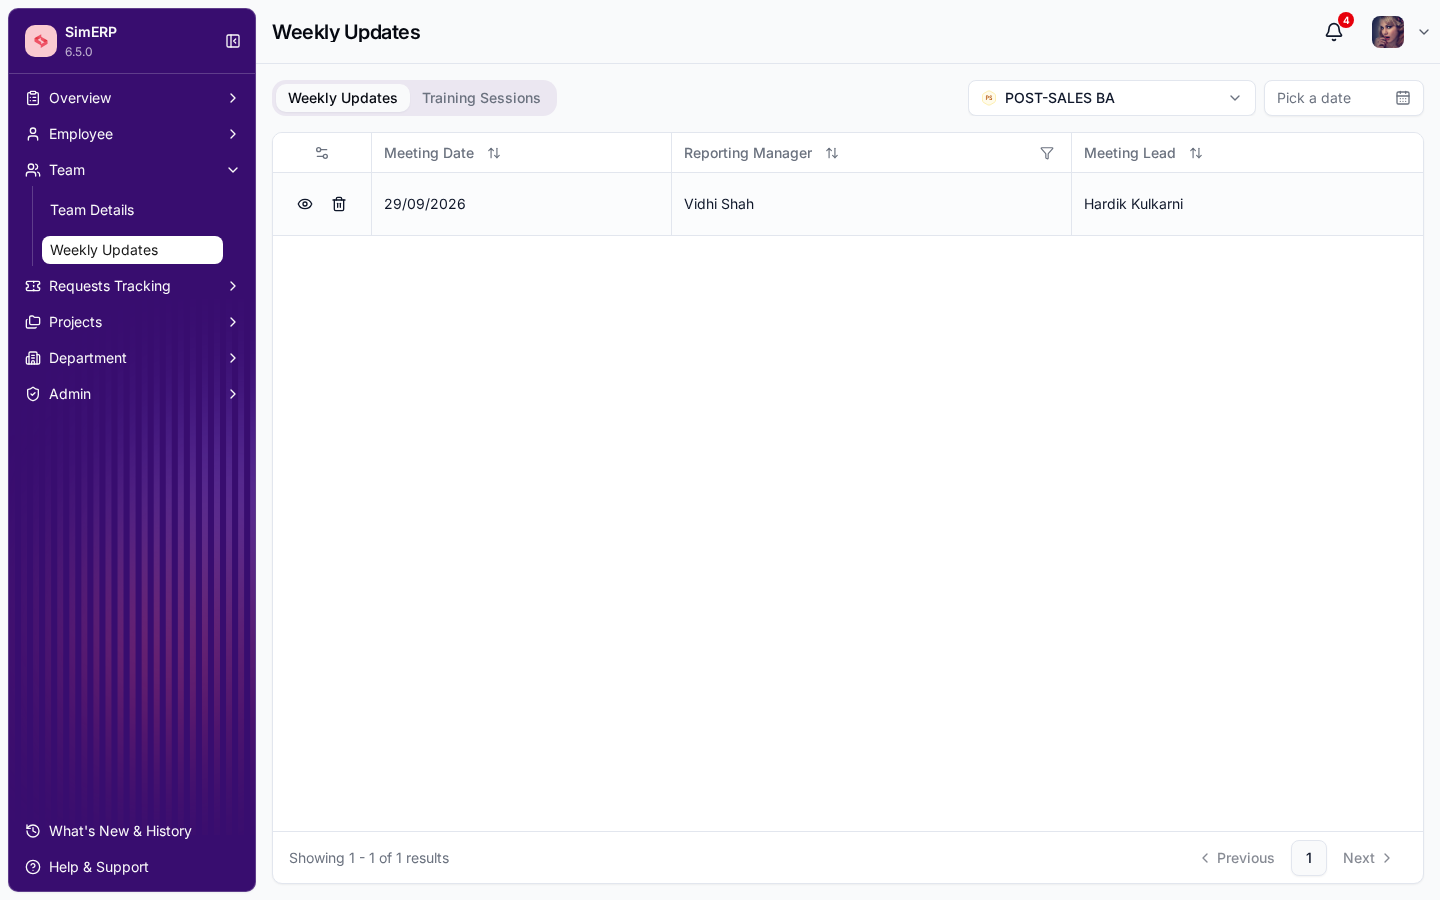 SimERP
6.5.0
Overview
Employee
Team
Team Details
Weekly Updates
Requests Tracking
Projects
Department
Admin
What's New & History
Help & Support
Weekly Updates
4
Weekly Updates
Training Sessions
PS
POST-SALES BA
Pick a date
Meeting Date
Reporting Manager
Meeting Lead
29/09/2026
Vidhi Shah
Hardik Kulkarni
Showing 1 - 1 of 1 results
Previous
1
Next